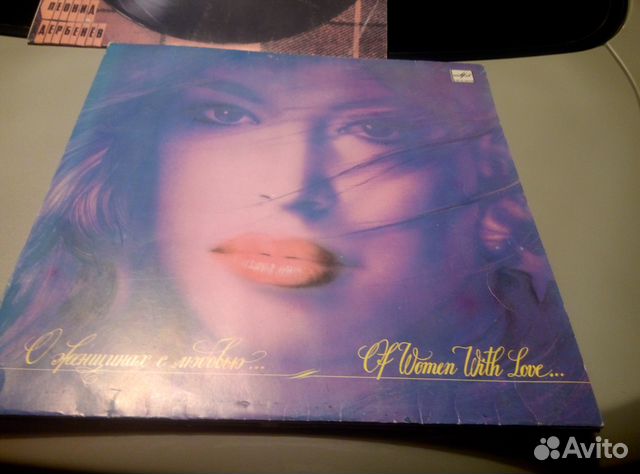 ЛЕОНИД
ДЕРБЕНЕВ
О женщинах с любовью...
Of Women With Love...
Avito